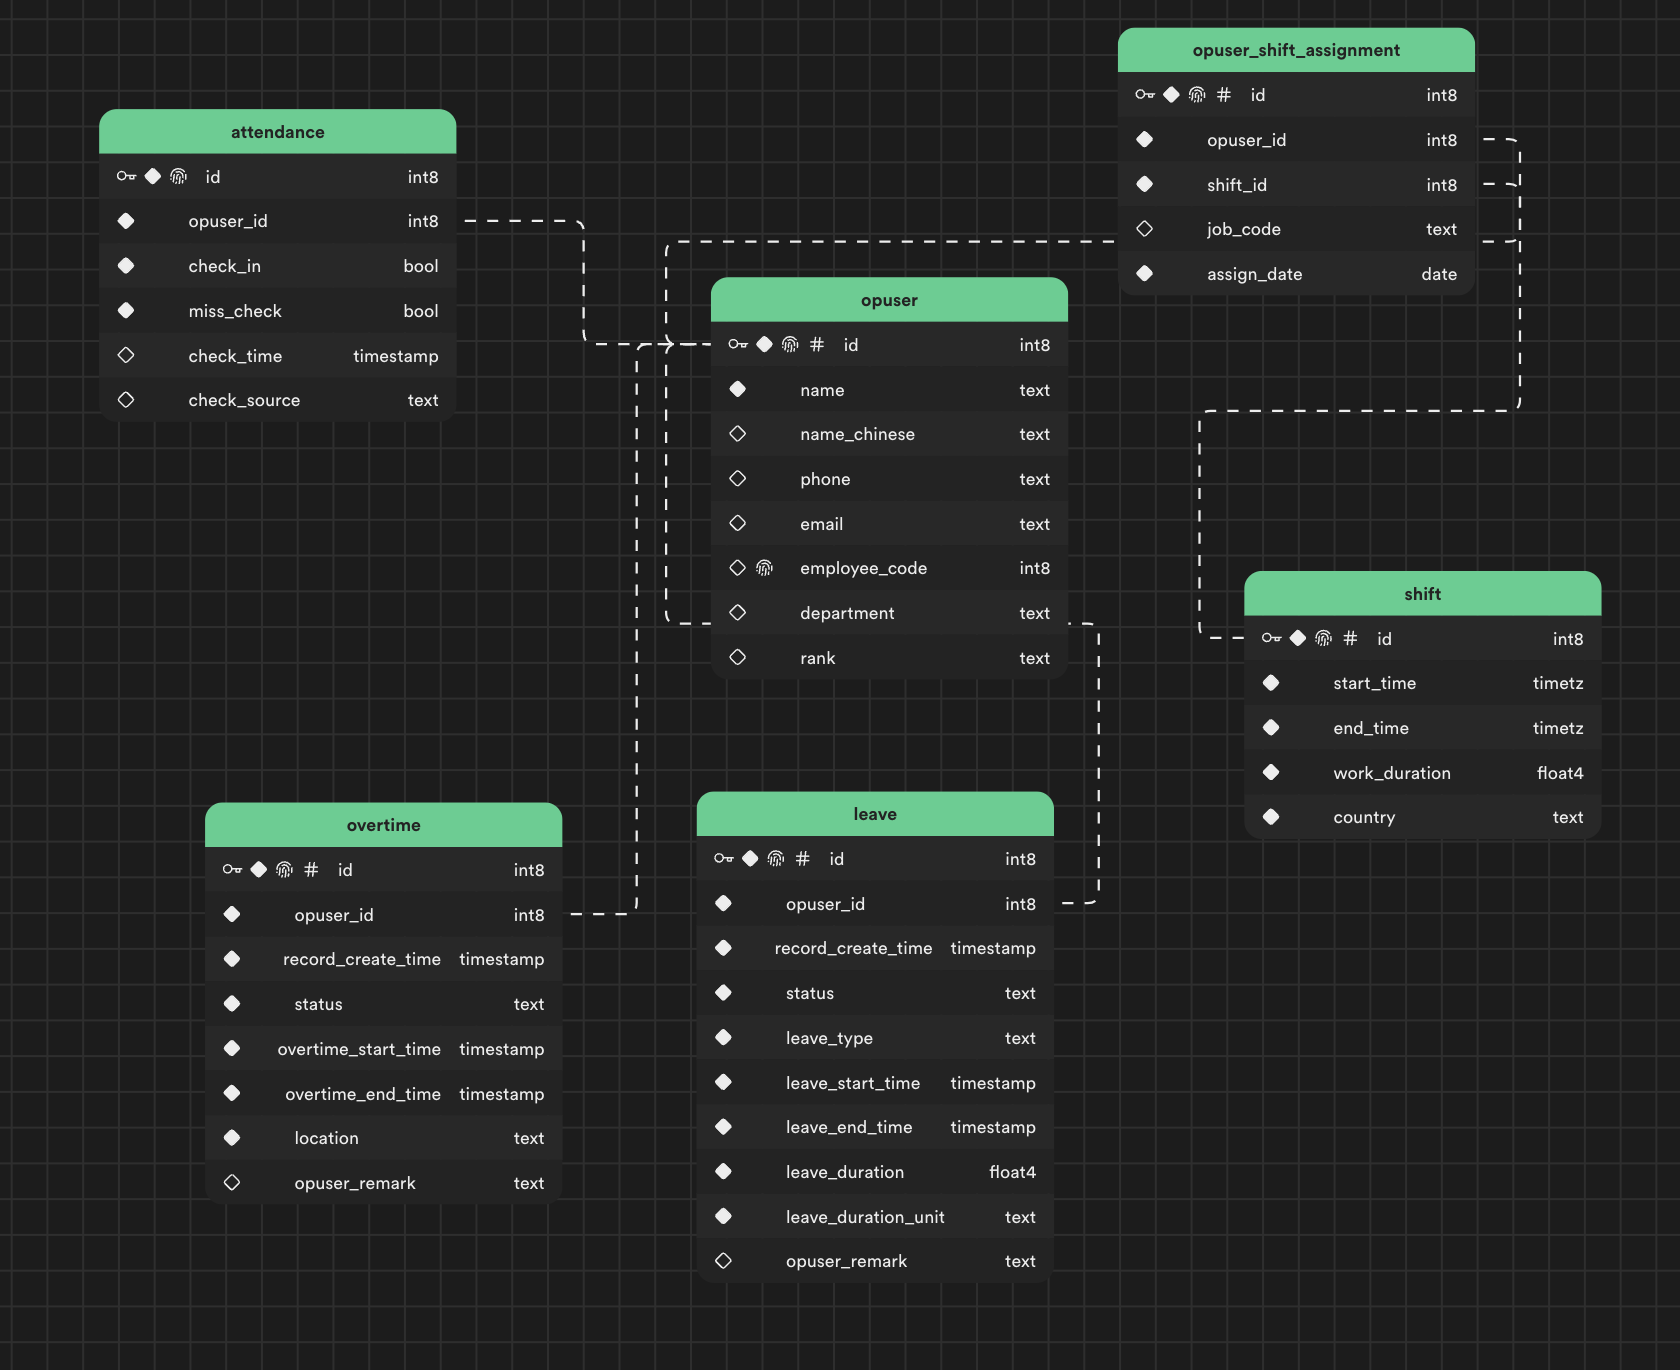 opuser_shift_assignment
# id int8
opuser_id int8
shift_id int8
job_code text
assign_date date
attendance
id int8
opuser_id int8
check_in bool
miss_check bool
check_time timestamp
check_source text
opuser
# id int8
name text
name_chinese text
phone text
email text
employee_code int8
department text
rank text
shift
# id int8
start_time timetz
end_time timetz
work_duration float4
country text
overtime
# id int8
opuser_id int8
record_create_time timestamp
status text
overtime_start_time timestamp
overtime_end_time timestamp
location text
opuser_remark text
leave
# id int8
opuser_id int8
record_create_time timestamp
status text
leave_type text
leave_start_time timestamp
leave_end_time timestamp
leave_duration float4
leave_duration_unit text
opuser_remark text